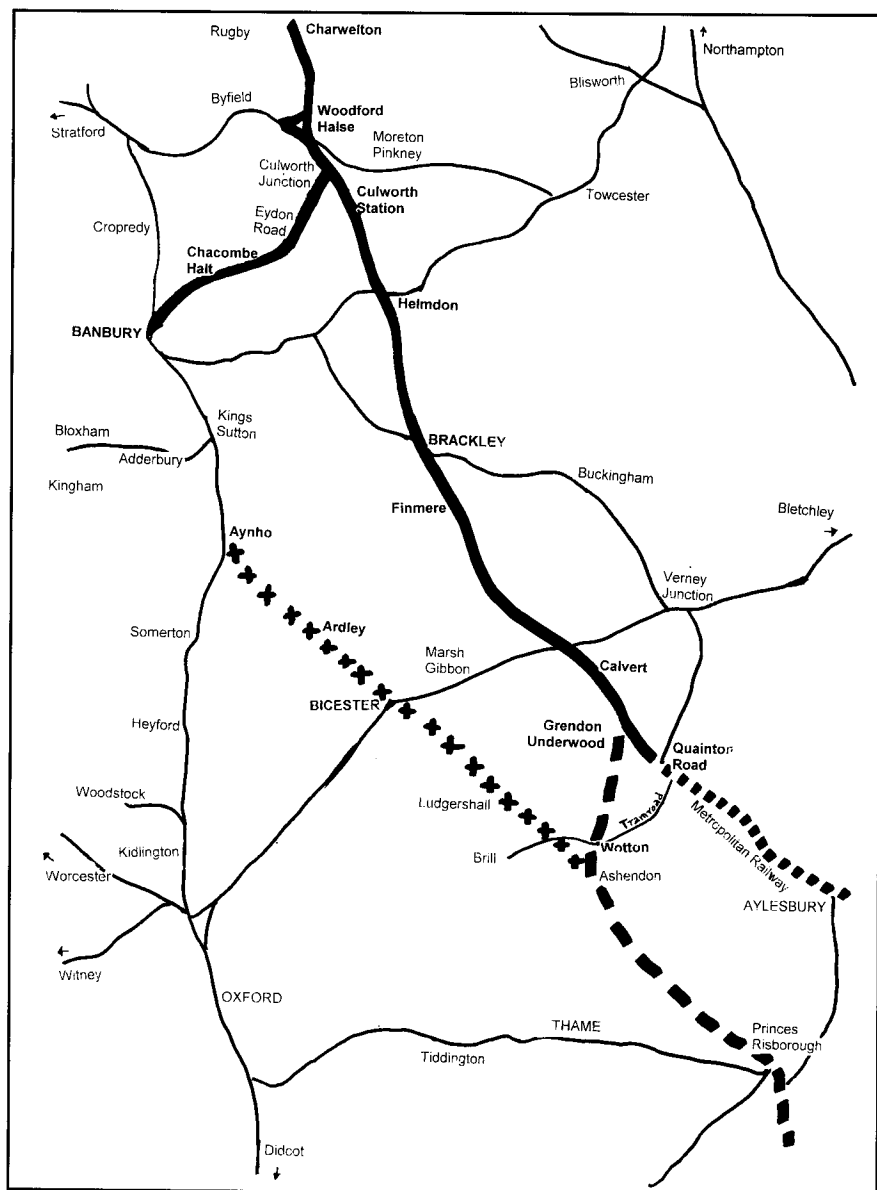 Rugby
Charwelton
Northampton
Blisworth
Byfield
Woodford
Halse
Stratford
Moreton
Pinkney
Culworth
Junction
Culworth
Station
Towcester
Eydon
Road
Cropredy
Chacombe
Halt
Helmdon
BANBURY
Kings
Sutton
Bloxham
Adderbury
BRACKLEY
Buckingham
Kingham
Finmere
Bletchley
Aynho
Verney
Junction
Ardley
Somerton
Marsh
Gibbon
Calvert
BICESTER
Heyford
Grendon
Underwood
Quainton
Road
Woodstock
Ludgershall
Tramroad
Metropolitan Railway
Kidlington
Brill
Wotton
Worcester
Ashendon
AYLESBURY
Witney
OXFORD
THAME
Princes
Risborough
Tiddington
Didcot